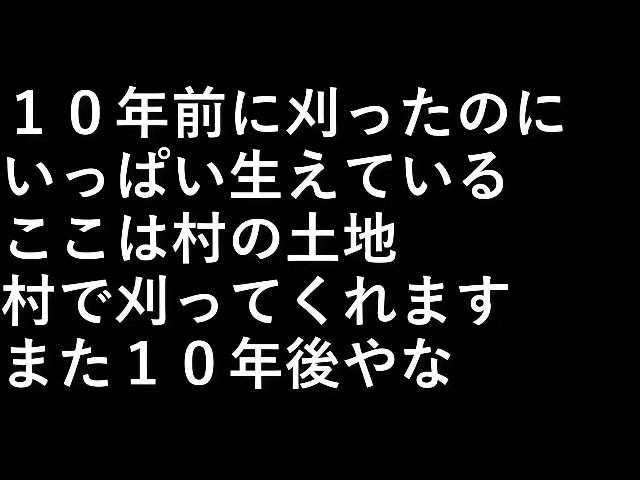 １０年前に刈ったのに
いっぱい生えている
ここは村の土地
村で刈ってくれます
また１０年後やな